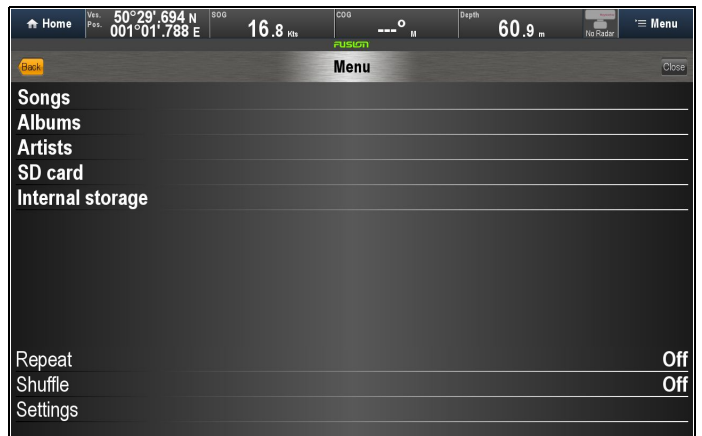 Home
Ves. Pos. 50°29'.694 N 001°01'.788 E
SOG 16.8 Kts
COG ---° M
Depth 60.9 m
No Radar
Menu
FUSION
Back
Menu
Close
Songs
Albums
Artists
SD card
Internal storage
Repeat Off
Shuffle Off
Settings